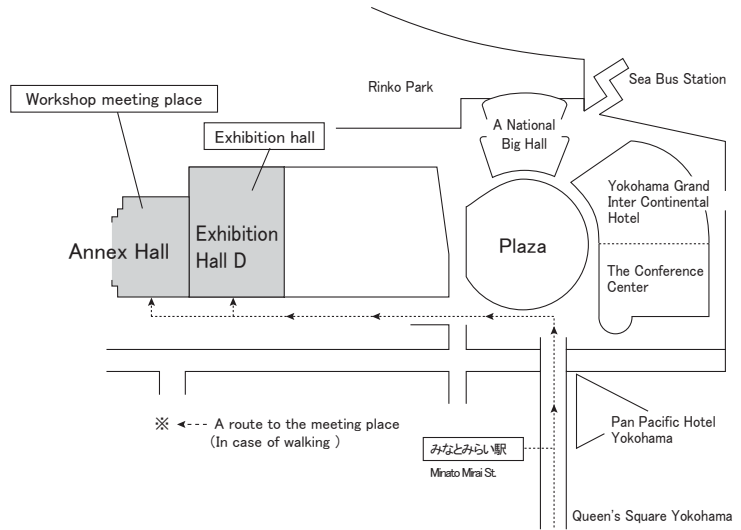 Rinko Park
Sea Bus Station
Workshop meeting place
Exhibition hall
A National
Big Hall
Yokohama Grand
Inter Continental
Hotel
Annex Hall
Exhibition
Hall D
Plaza
The Conference
Center
※ A route to the meeting place
(In case of walking )
Pan Pacific Hotel
Yokohama
みなとみらい駅
Minato Mirai St.
Queen's Square Yokohama